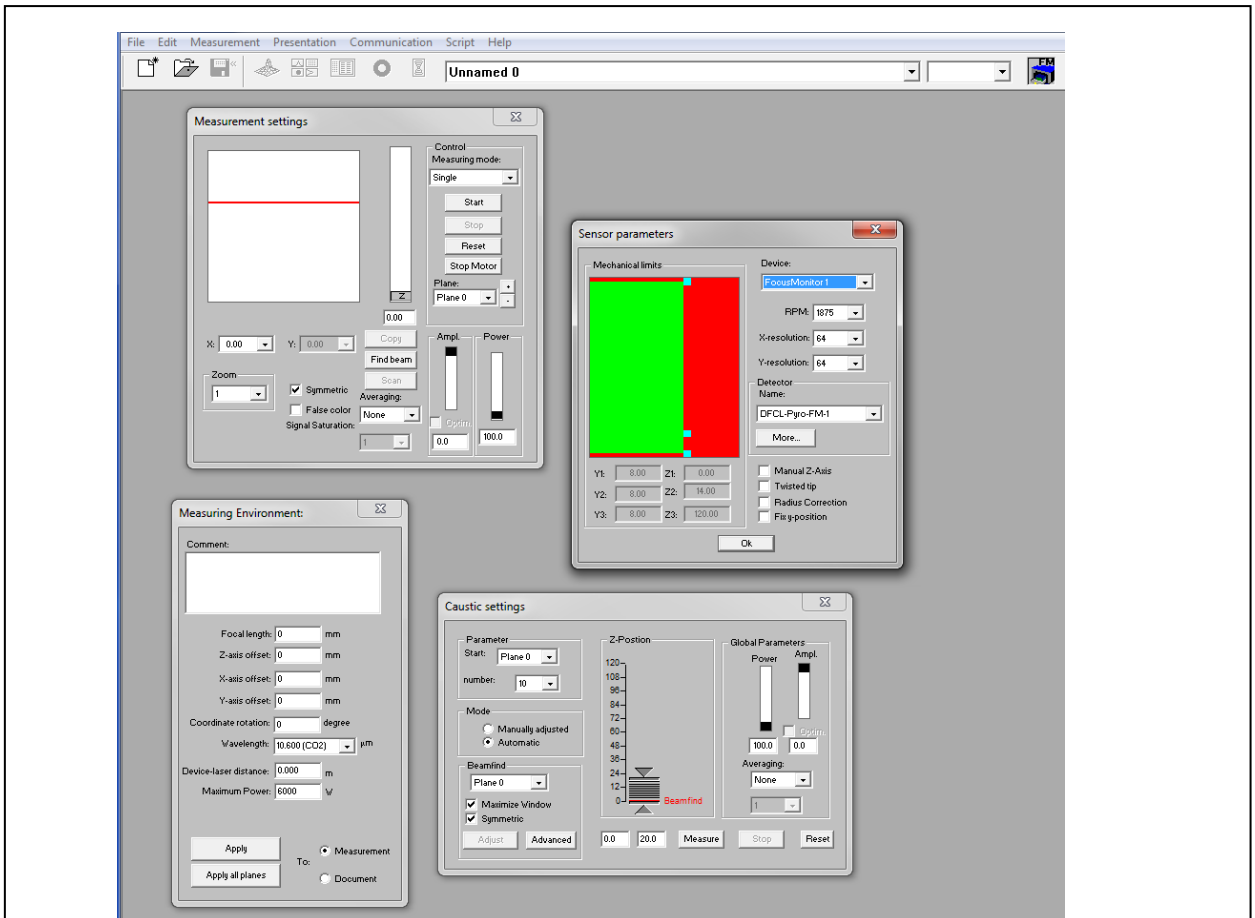 File Edit Measurement Presentation Communication Script Help
Unnamed 0
FM
Measurement settings
Control
Measuring mode:
Single
Start
Stop
Reset
Stop Motor
Plane:
Plane 0
+
-
Z
0.00
X: 0.00 Y: 0.00
Copy
Find beam
Scan
Zoom
1
Symmetric
False color
Signal Saturation:
Averaging:
None
1
Ampl. Power
Optim.
0.0 100.0
Sensor parameters
Mechanical limits
Y1: 8.00 Z1: 0.00
Y2: 8.00 Z2: 14.00
Y3: 8.00 Z3: 120.00
Device:
FocusMonitor 1
RPM: 1875
X-resolution: 64
Y-resolution: 64
Detector
Name:
DFCL-Pyro-FM-1
More...
Manual Z-Axis
Twisted tip
Radius Correction
Fix y-position
Ok
Measuring Environment:
Comment:
Focal length: 0 mm
Z-axis offset: 0 mm
X-axis offset: 0 mm
Y-axis offset: 0 mm
Coordinate rotation: 0 degree
Wavelength: 10.600 (CO2) µm
Device-laser distance: 0.000 m
Maximum Power: 6000 W
Apply
Apply all planes
To:
Measurement
Document
Caustic settings
Parameter
Start: Plane 0
number: 10
Mode
Manually adjusted
Automatic
Beamfind
Plane 0
Maximize Window
Symmetric
Adjust Advanced
Z-Postion
120
108
96
84
72
60
48
36
24
12
0
Beamfind
0.0 20.0 Measure Stop Reset
Global Parameters
Power Ampl.
Optim.
100.0 0.0
Averaging:
None
1